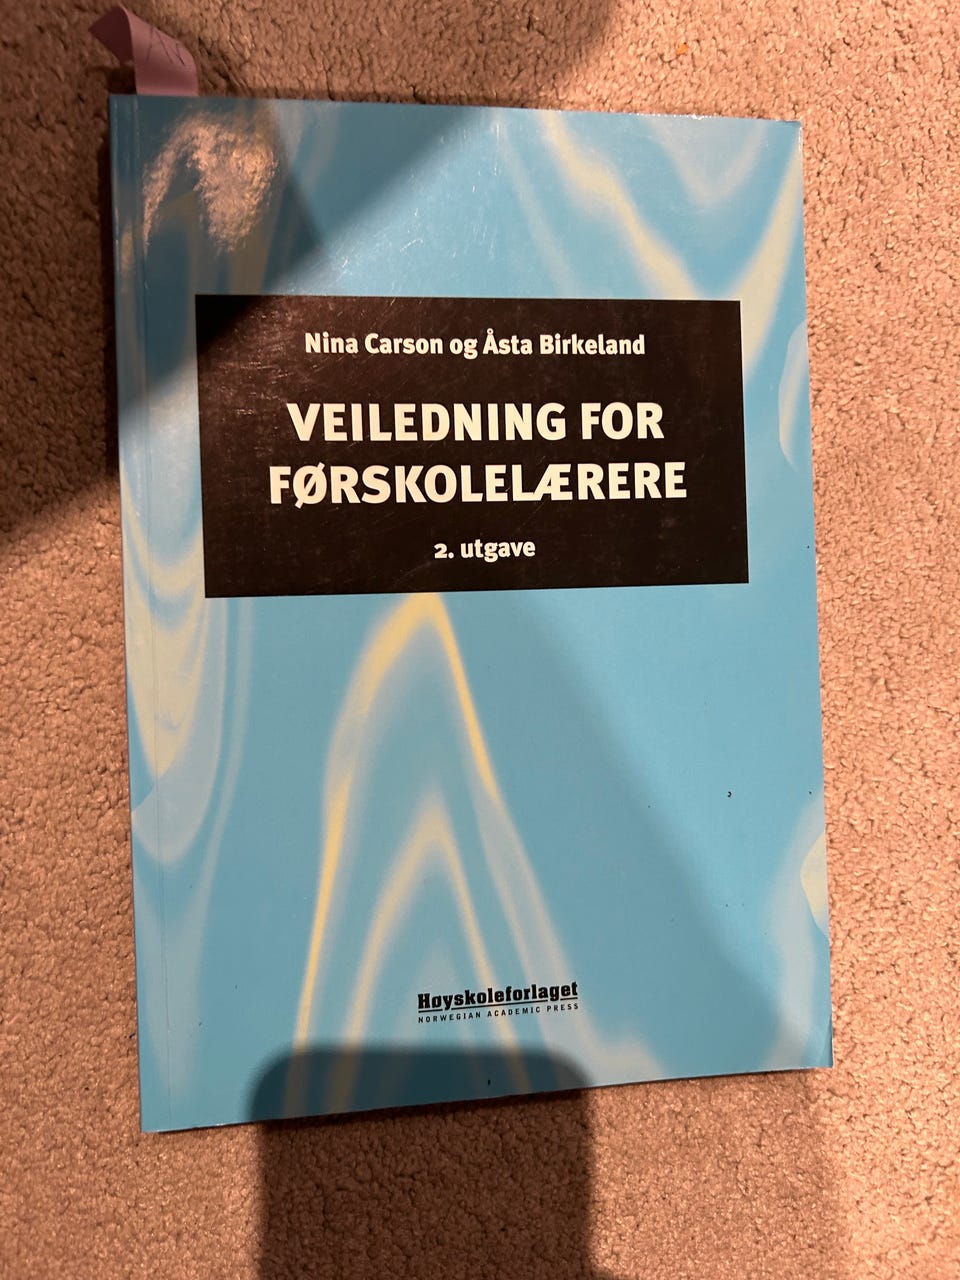 Nina Carson og Åsta Birkeland
VEILEDNING FOR
FØRSKOLELÆRERE
2. utgave
Høyskoleforlaget
NORWEGIAN ACADEMIC PRESS